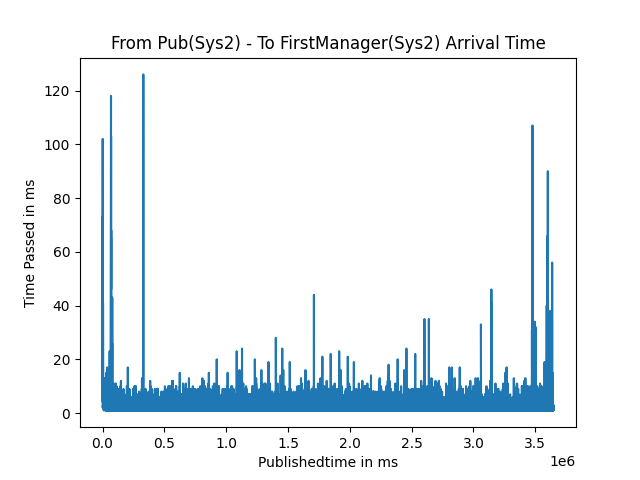 From Pub(Sys2) - To FirstManager(Sys2) Arrival Time
120
100
80
60
40
20
0
Time Passed in ms
0.0 0.5 1.0 1.5 2.0 2.5 3.0 3.5
1e6
Publishedtime in ms